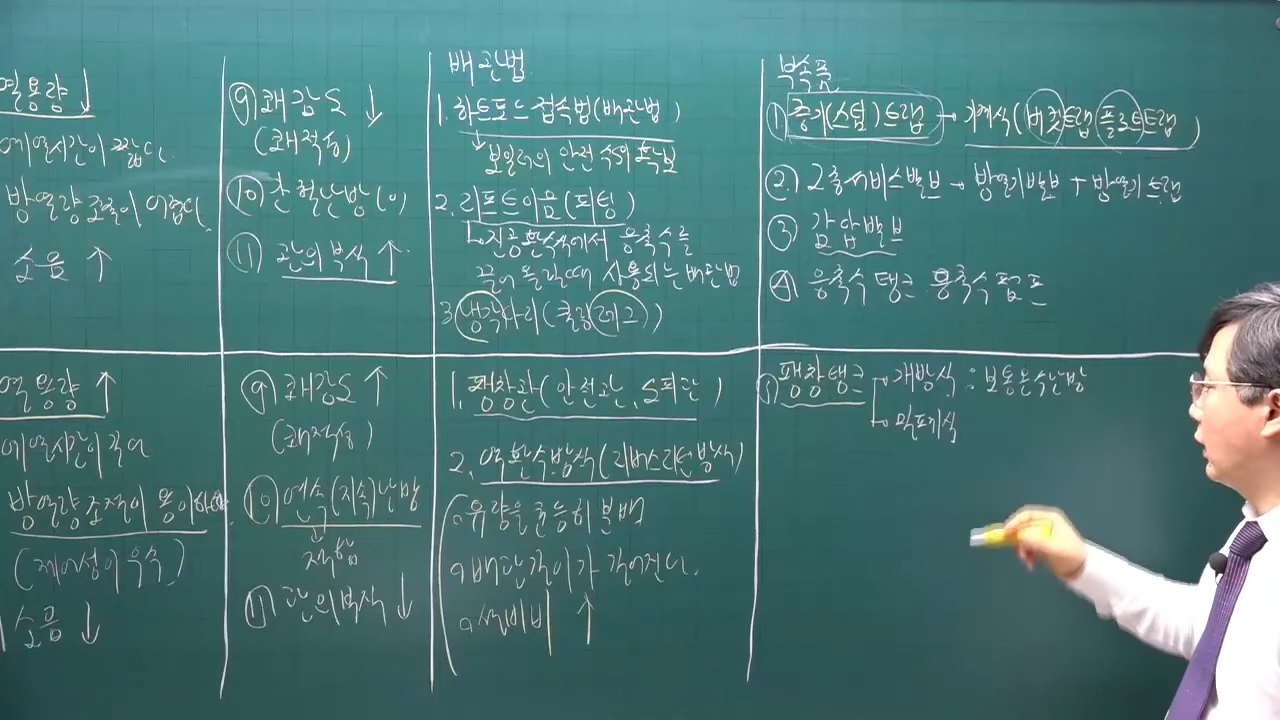 열용량 ↓
예열시간이 짧다.
방열량 조절이 어렵다
소음 ↑
⑨ 쾌감도 ↓
(쾌적성)
⑩ 간헐난방(o)
⑪ 관의 부식 ↑
배관법
1. 하트포드 접속법(배관법)
보일러의 안전수위 확보
2. 리프트이음(피팅)
진공환수식에서 응축수를
끌어 올릴때 사용되는 배관법
3. 냉각다리(쿨링레그)
부속품
① 증기(스팀)트랩 → 기계식(버킷트랩 플로트트랩)
②. 2중서비스밸브 → 방열기밸브 + 방열기트랩
③ 감압밸브
④ 응축수 탱크 응축수 펌프
열용량 ↑
예열시간이 길다
방열량 조절이 용이하다
(제어성이 우수)
소음 ↓
⑨ 쾌감도 ↑
(쾌적성)
⑩ 연속(지속)난방
⑪ 관의 부식 ↓
1. 팽창관(안전관, 도피관)
2. 역환수방식(리버스리턴방식)
유량을 균등히 분배
배관길이가 길어진다.
설비비 ↑
① 팽창탱크
개방식 : 보통온수난방
밀폐식